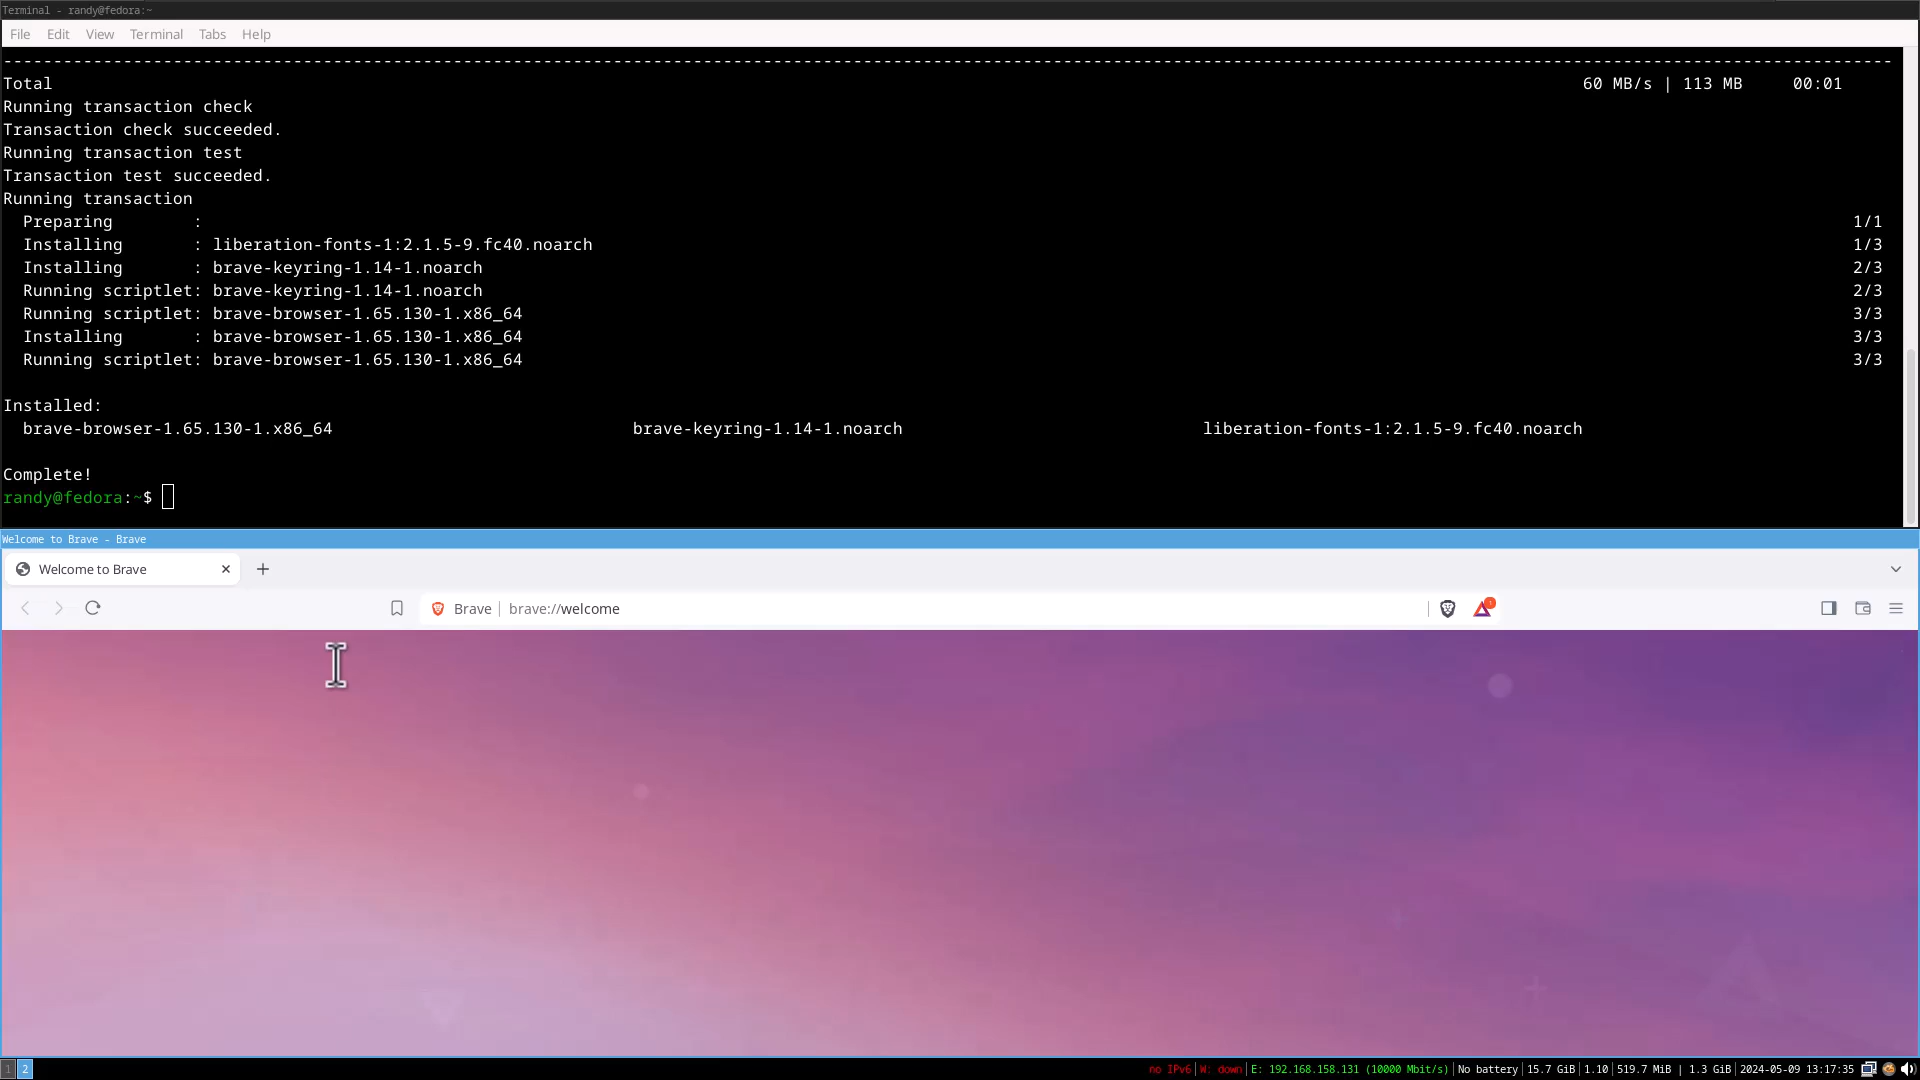 Terminal - randy@fedora:~
File Edit View Terminal Tabs Help
--------------------------------------------------------------------------------------------------------------------------------------------------------------------------------------------
Total 60 MB/s | 113 MB 00:01
Running transaction check
Transaction check succeeded.
Running transaction test
Transaction test succeeded.
Running transaction
Preparing : 1/1
Installing : liberation-fonts-1:2.1.5-9.fc40.noarch 1/3
Installing : brave-keyring-1.14-1.noarch 2/3
Running scriptlet: brave-keyring-1.14-1.noarch 2/3
Running scriptlet: brave-browser-1.65.130-1.x86_64 3/3
Installing : brave-browser-1.65.130-1.x86_64 3/3
Running scriptlet: brave-browser-1.65.130-1.x86_64 3/3
Installed:
brave-browser-1.65.130-1.x86_64 brave-keyring-1.14-1.noarch liberation-fonts-1:2.1.5-9.fc40.noarch
Complete!
randy@fedora:~$
Welcome to Brave - Brave
Welcome to Brave
Brave | brave://welcome
1 2 no IPv6 | W: down | E: 192.168.158.131 (10000 Mbit/s) | No battery | 15.7 GiB | 1.10 | 519.7 MiB | 1.3 GiB | 2024-05-09 13:17:35